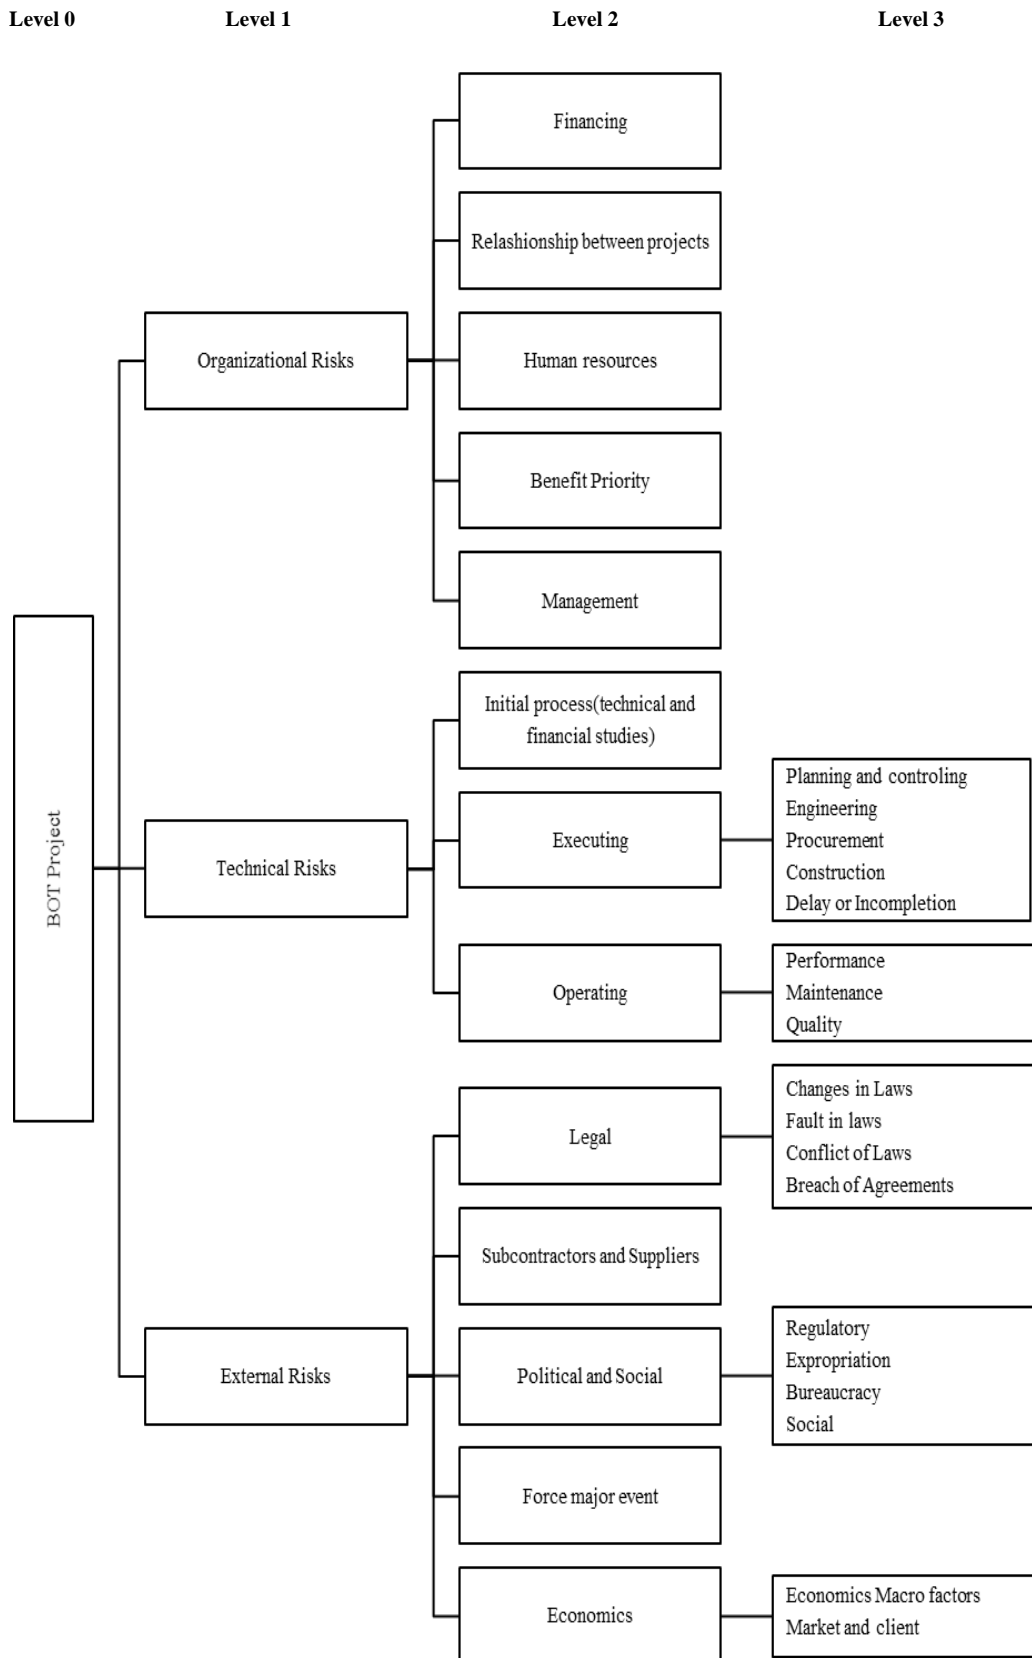 Level 0
Level 1
Level 2
Level 3
BOT Project
Organizational Risks
Financing
Relashionship between projects
Human resources
Benefit Priority
Management
Technical Risks
Initial process(technical and
financial studies)
Executing
Planning and controling
Engineering
Procurement
Construction
Delay or Incompletion
Operating
Performance
Maintenance
Quality
External Risks
Legal
Changes in Laws
Fault in laws
Conflict of Laws
Breach of Agreements
Subcontractors and Suppliers
Political and Social
Regulatory
Expropriation
Bureaucracy
Social
Force major event
Economics
Economics Macro factors
Market and client